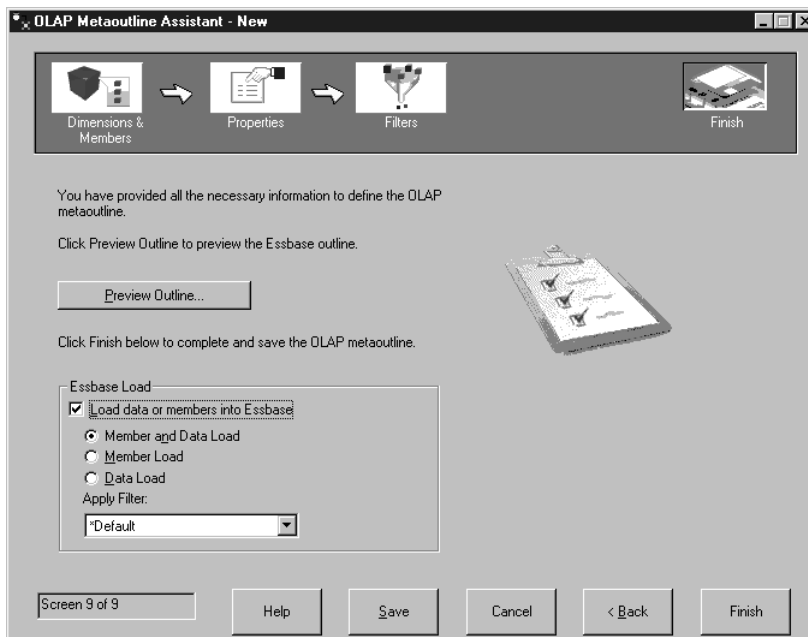 OLAP Metaoutline Assistant - New
Dimensions &
Members
Properties
Filters
Finish
You have provided all the necessary information to define the OLAP
metaoutline.
Click Preview Outline to preview the Essbase outline.
Preview Outline...
Click Finish below to complete and save the OLAP metaoutline.
Essbase Load
Load data or members into Essbase
Member and Data Load
Member Load
Data Load
Apply Filter:
*Default
Screen 9 of 9
Help
Save
Cancel
< Back
Finish